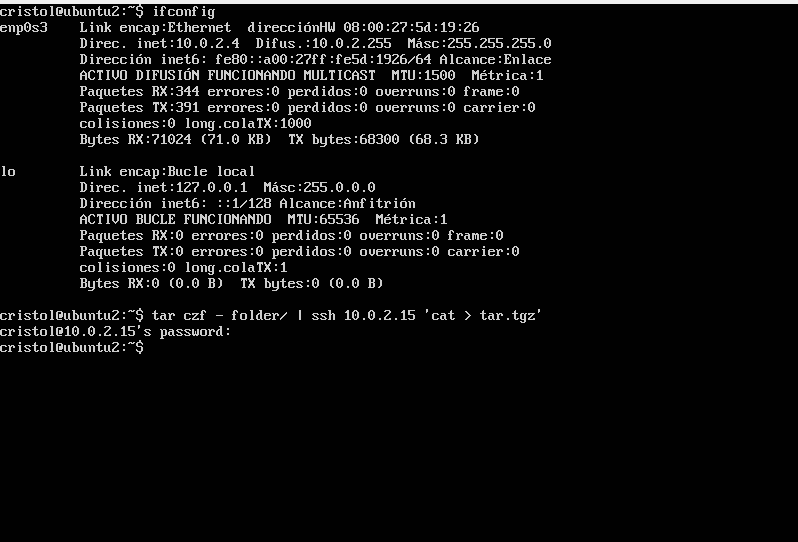 cristol@ubuntu2:~$ ifconfig
enp0s3    Link encap:Ethernet  direcciónHW 08:00:27:5d:19:26
          Direc. inet:10.0.2.4  Difus.:10.0.2.255  Másc:255.255.255.0
          Dirección inet6: fe80::a00:27ff:fe5d:1926/64 Alcance:Enlace
          ACTIVO DIFUSIÓN FUNCIONANDO MULTICAST  MTU:1500  Métrica:1
          Paquetes RX:344 errores:0 perdidos:0 overruns:0 frame:0
          Paquetes TX:391 errores:0 perdidos:0 overruns:0 carrier:0
          colisiones:0 long.colaTX:1000
          Bytes RX:71024 (71.0 KB)  TX bytes:68300 (68.3 KB)
lo        Link encap:Bucle local
          Direc. inet:127.0.0.1  Másc:255.0.0.0
          Dirección inet6: ::1/128 Alcance:Anfitrión
          ACTIVO BUCLE FUNCIONANDO  MTU:65536  Métrica:1
          Paquetes RX:0 errores:0 perdidos:0 overruns:0 frame:0
          Paquetes TX:0 errores:0 perdidos:0 overruns:0 carrier:0
          colisiones:0 long.colaTX:1
          Bytes RX:0 (0.0 B)  TX bytes:0 (0.0 B)
cristol@ubuntu2:~$ tar czf - folder/ | ssh 10.0.2.15 'cat > tar.tgz'
cristol@10.0.2.15's password:
cristol@ubuntu2:~$